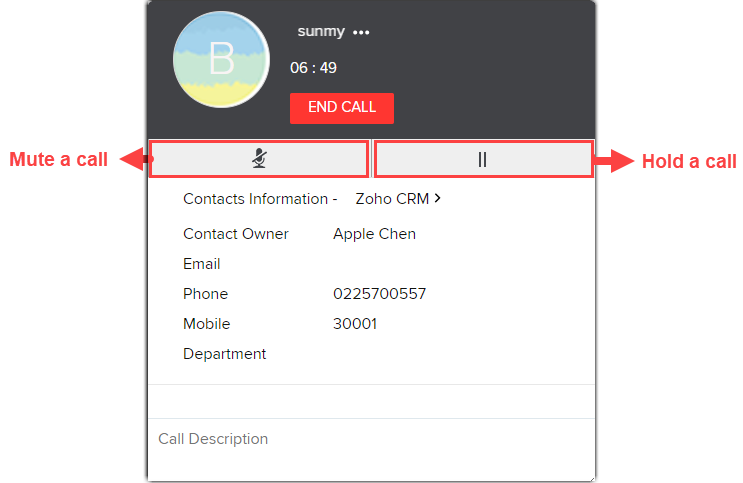 B
sunmy •••
06 : 49
END CALL
Mute a call
Hold a call
Contacts Information - Zoho CRM >
Contact Owner Apple Chen
Email
Phone 0225700557
Mobile 30001
Department
Call Description